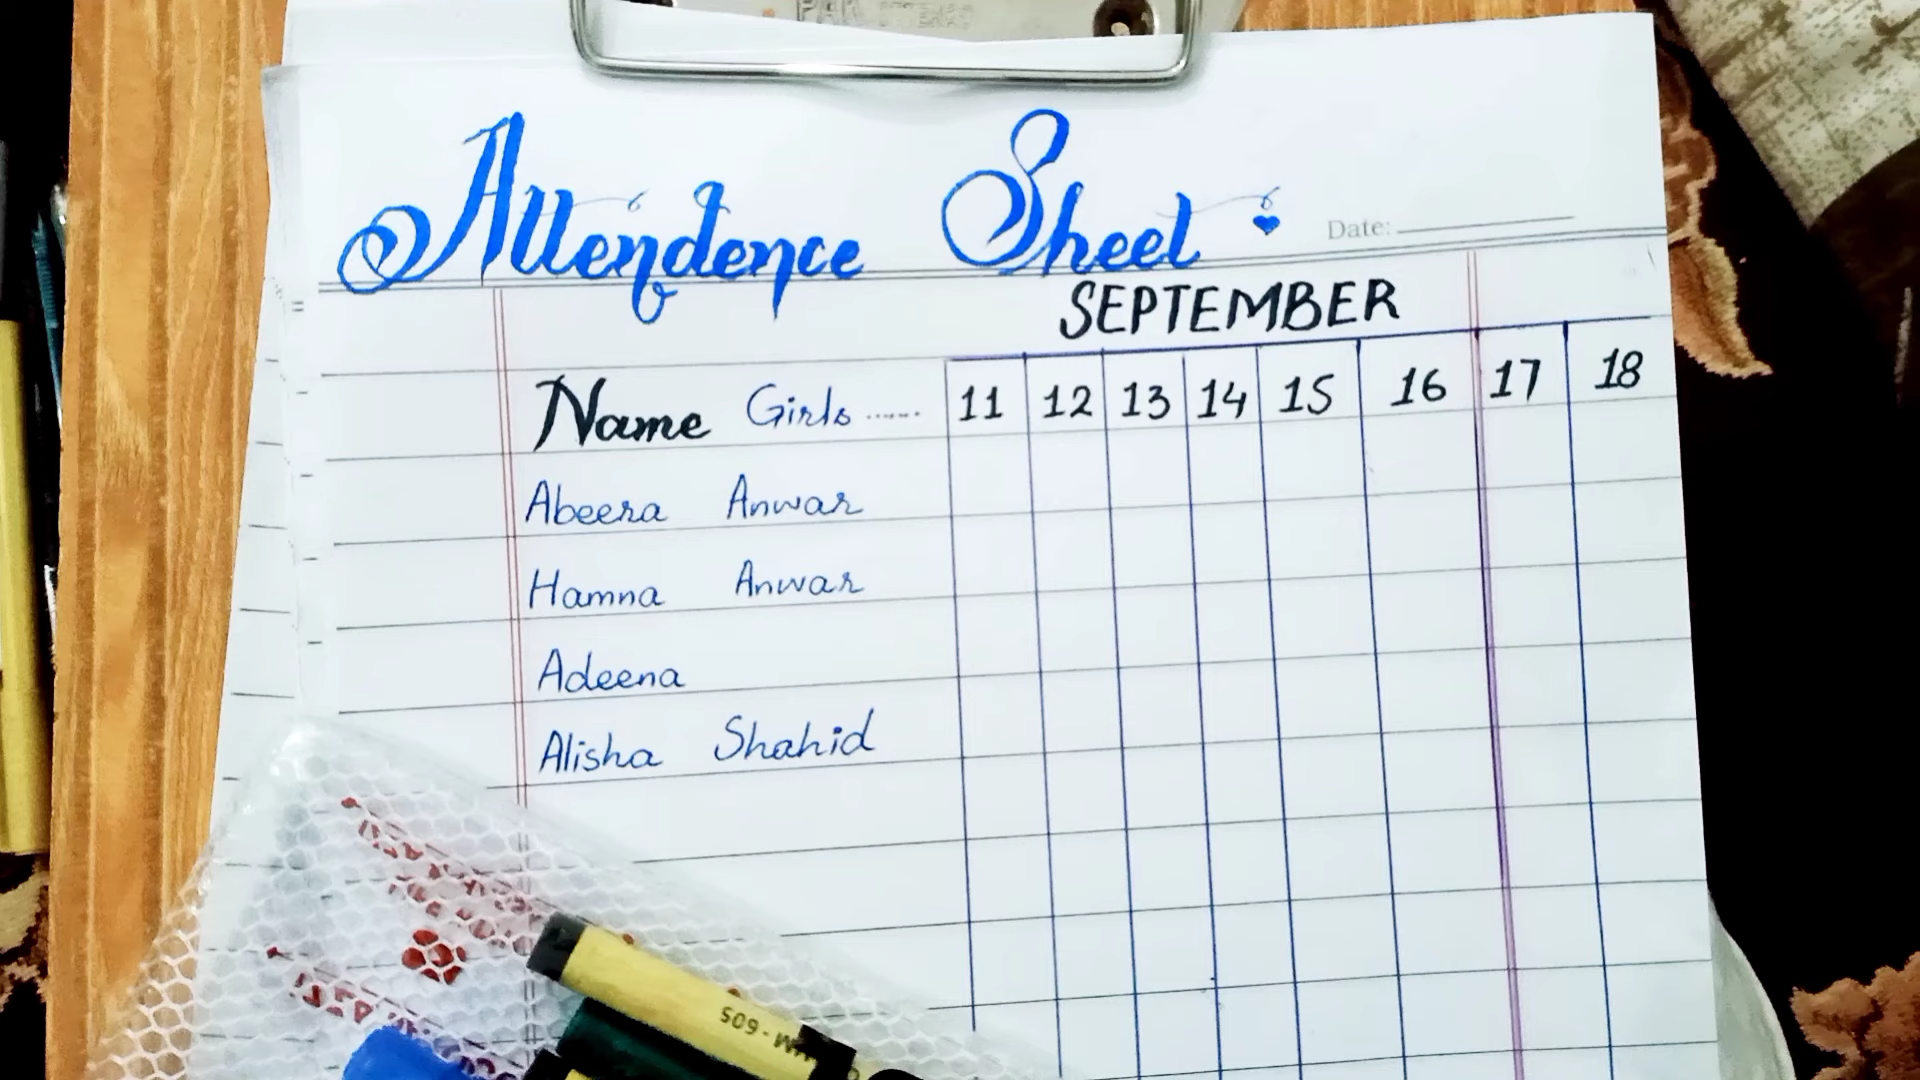 Attendence Sheet
Date:
SEPTEMBER
Name Girls ...... 11 12 13 14 15 16 17 18
Abeera Anwar
Hamna Anwar
Adeena
Alisha Shahid